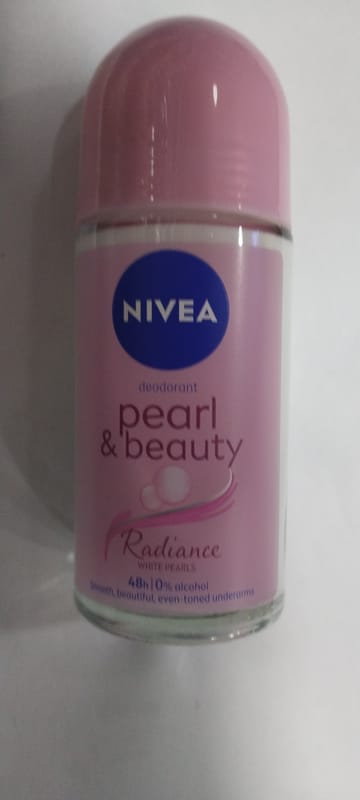 NIVEA
deodorant
pearl
& beauty
Radiance
WHITE PEARLS
48h | 0% alcohol
Smooth, beautiful, even-toned underarms